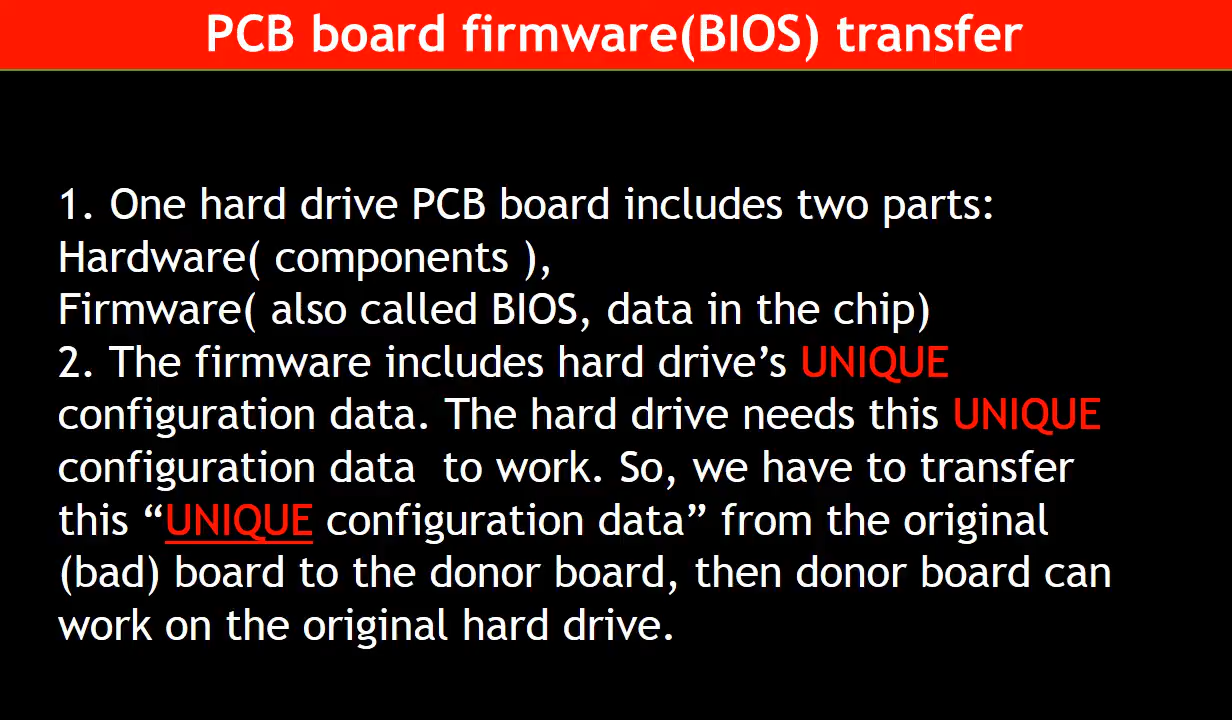 PCB board firmware(BIOS) transfer
1. One hard drive PCB board includes two parts:
Hardware( components ),
Firmware( also called BIOS, data in the chip)
2. The firmware includes hard drive’s UNIQUE
configuration data. The hard drive needs this UNIQUE
configuration data  to work. So, we have to transfer
this “UNIQUE configuration data” from the original
(bad) board to the donor board, then donor board can
work on the original hard drive.